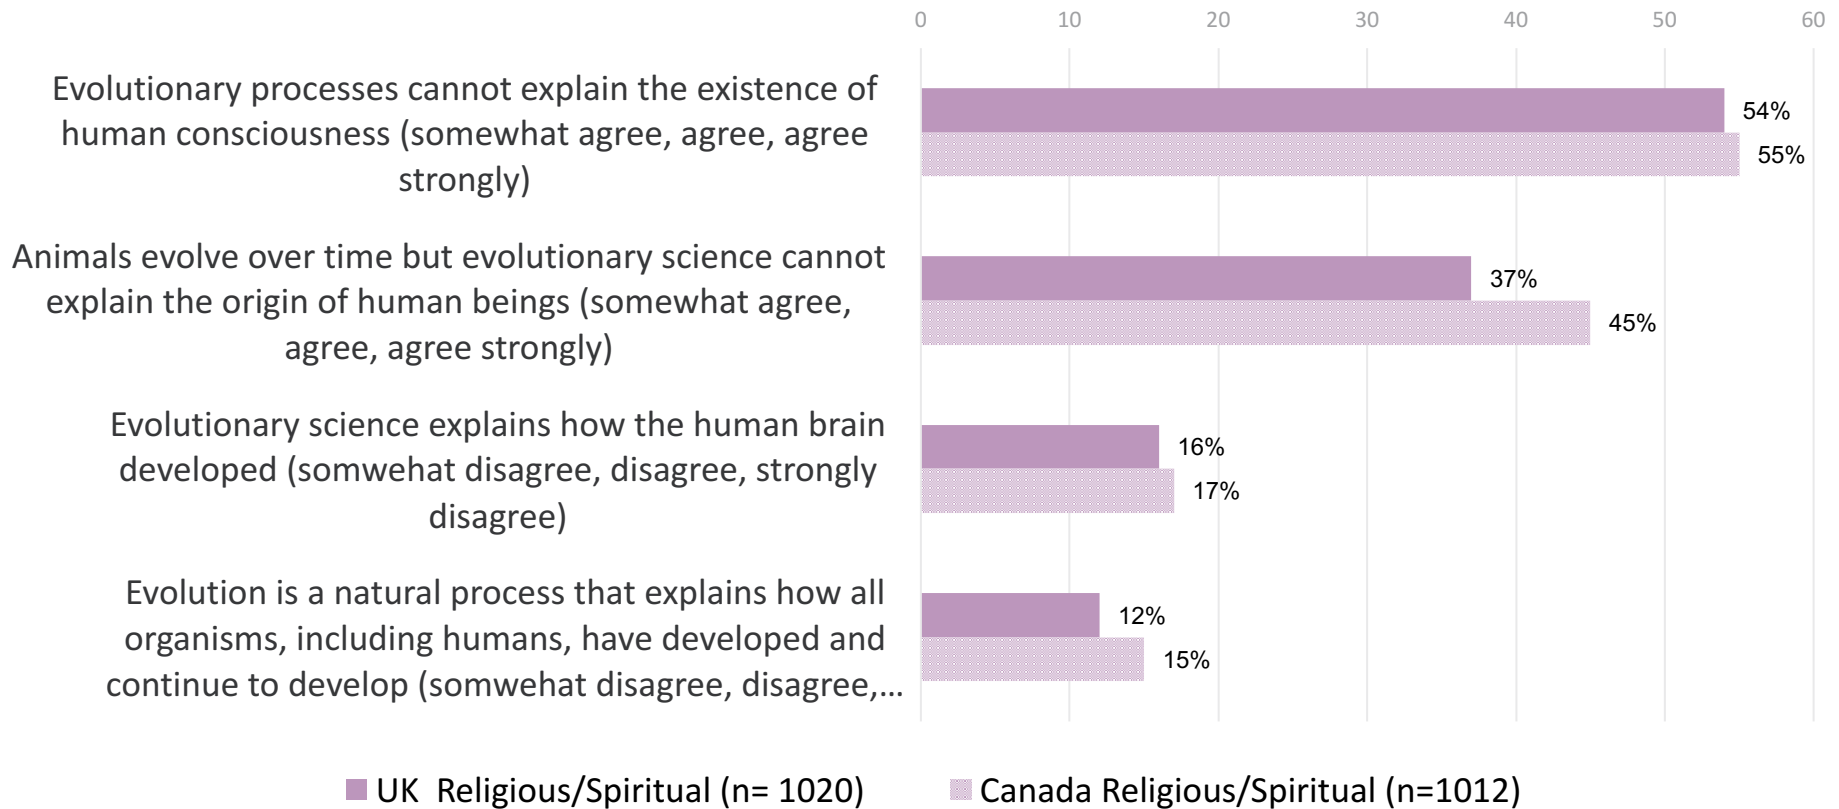 0 10 20 30 40 50 60
Evolutionary processes cannot explain the existence of
human consciousness (somewhat agree, agree, agree
strongly)
54%
55%
Animals evolve over time but evolutionary science cannot
explain the origin of human beings (somewhat agree,
agree, agree strongly)
37%
45%
Evolutionary science explains how the human brain
developed (somwehat disagree, disagree, strongly
disagree)
16%
17%
Evolution is a natural process that explains how all
organisms, including humans, have developed and
continue to develop (somwehat disagree, disagree,...
12%
15%
UK Religious/Spiritual (n= 1020) Canada Religious/Spiritual (n=1012)